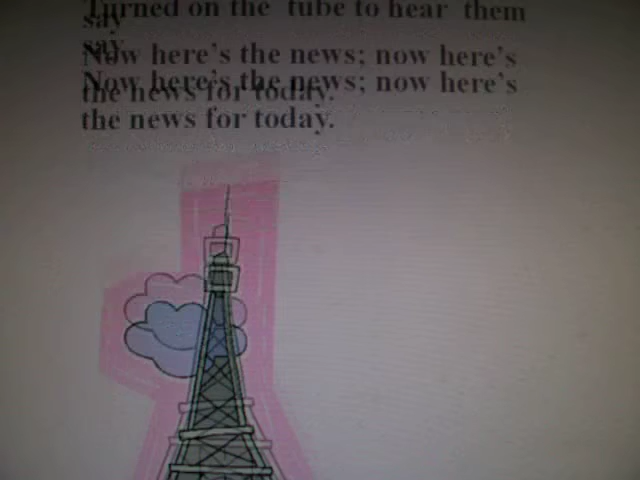 Turned on the tube to hear them
say
say
Now here's the news; now here's
Now here's the news; now here's
the news for today.
the news for today.